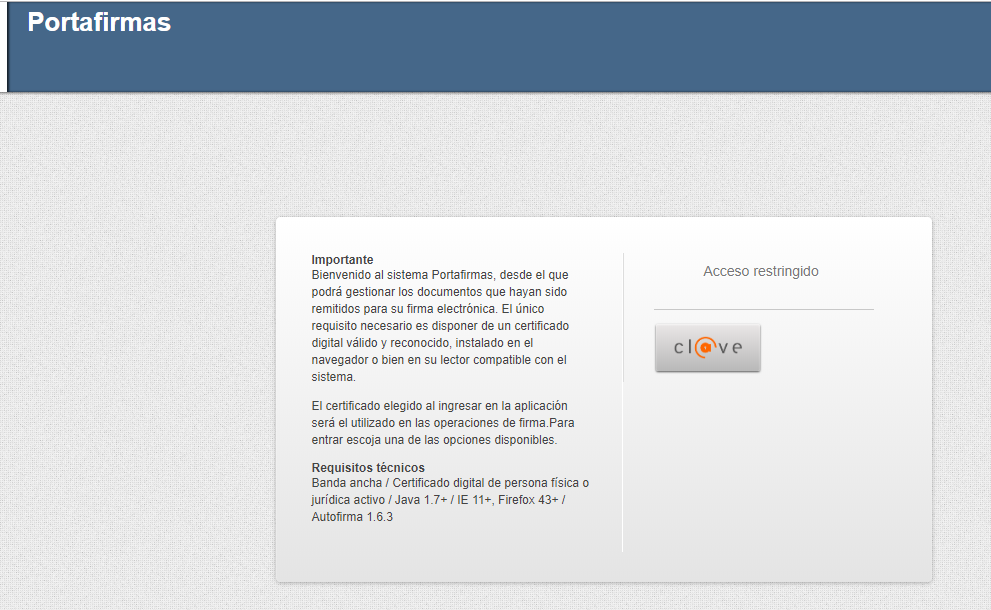 Portafirmas
Importante
Bienvenido al sistema Portafirmas, desde el que
podrá gestionar los documentos que hayan sido
remitidos para su firma electrónica. El único
requisito necesario es disponer de un certificado
digital válido y reconocido, instalado en el
navegador o bien en su lector compatible con el
sistema.
El certificado elegido al ingresar en la aplicación
será el utilizado en las operaciones de firma.Para
entrar escoja una de las opciones disponibles.
Requisitos técnicos
Banda ancha / Certificado digital de persona física o
jurídica activo / Java 1.7+ / IE 11+, Firefox 43+ /
Autofirma 1.6.3
Acceso restringido
cl@ve